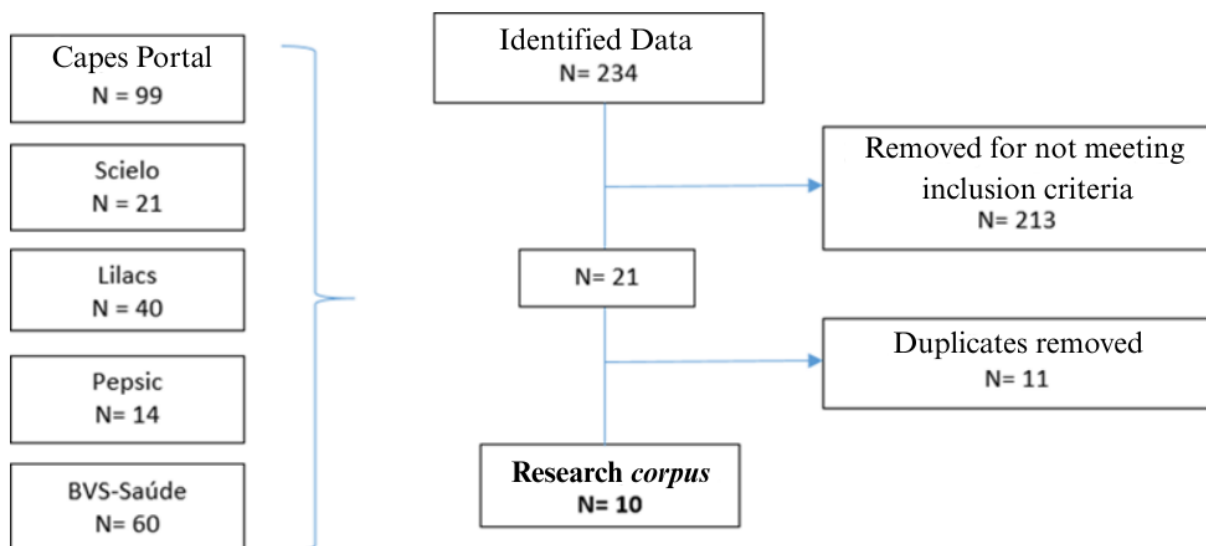 Capes Portal
N = 99
Scielo
N = 21
Lilacs
N = 40
Pepsic
N= 14
BVS-Saúde
N= 60
Identified Data
N= 234
Removed for not meeting
inclusion criteria
N= 213
N= 21
Duplicates removed
N= 11
Research corpus
N= 10